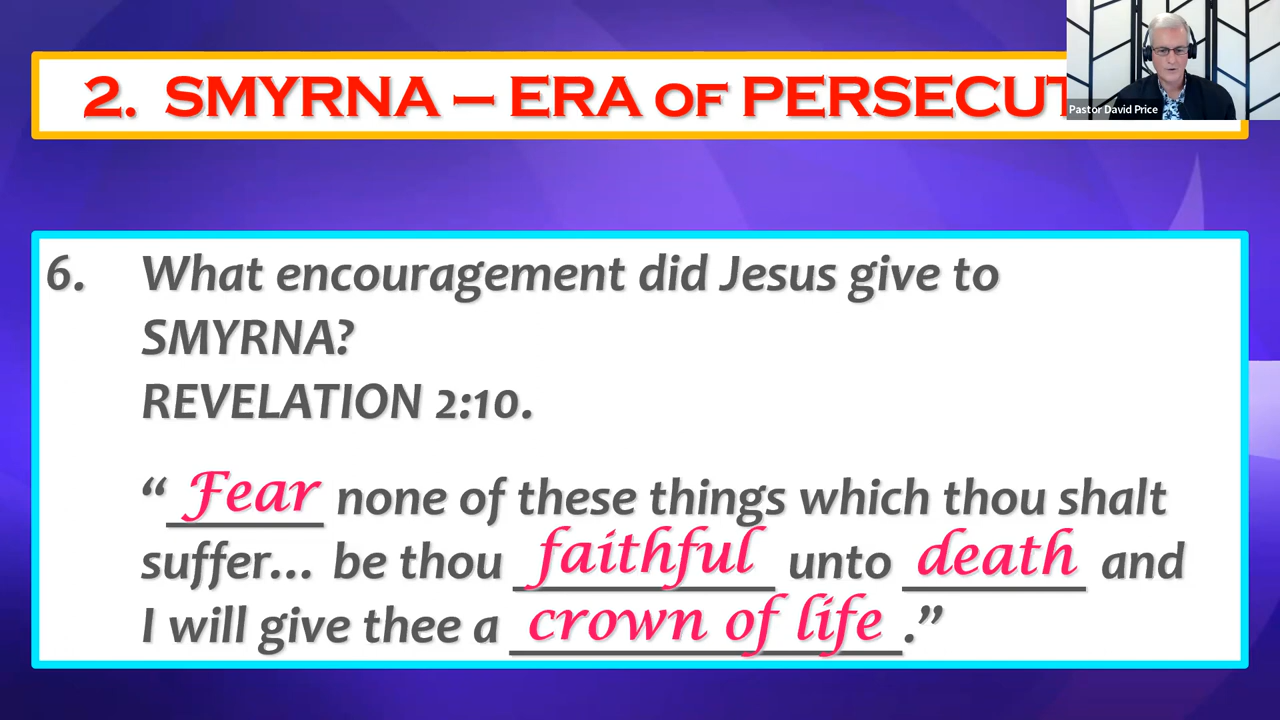 2. SMYRNA – ERA OF PERSECUT
Pastor David Price
6. What encouragement did Jesus give to
SMYRNA?
REVELATION 2:10.
“ Fear none of these things which thou shalt
suffer... be thou faithful unto death and
I will give thee a crown of life.”